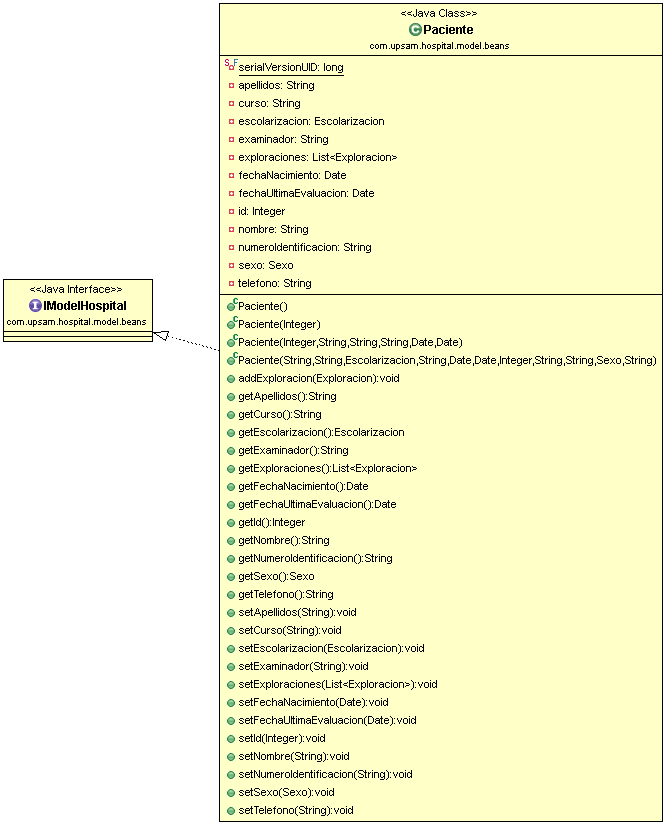 <<Java Class>>
Paciente
com.upsam.hospital.model.beans
serialVersionUID: long
apellidos: String
curso: String
escolarizacion: Escolarizacion
examinador: String
exploraciones: List<Exploracion>
fechaNacimiento: Date
fechaUltimaEvaluacion: Date
id: Integer
nombre: String
numeroIdentificacion: String
sexo: Sexo
telefono: String
<<Java Interface>>
IModelHospital
com.upsam.hospital.model.beans
Paciente()
Paciente(Integer)
Paciente(Integer,String,String,String,Date,Date)
Paciente(String,String,Escolarizacion,String,Date,Date,Integer,String,String,Sexo,String)
addExploracion(Exploracion):void
getApellidos():String
getCurso():String
getEscolarizacion():Escolarizacion
getExaminador():String
getExploraciones():List<Exploracion>
getFechaNacimiento():Date
getFechaUltimaEvaluacion():Date
getId():Integer
getNombre():String
getNumeroIdentificacion():String
getSexo():Sexo
getTelefono():String
setApellidos(String):void
setCurso(String):void
setEscolarizacion(Escolarizacion):void
setExaminador(String):void
setExploraciones(List<Exploracion>):void
setFechaNacimiento(Date):void
setFechaUltimaEvaluacion(Date):void
setId(Integer):void
setNombre(String):void
setNumeroIdentificacion(String):void
setSexo(Sexo):void
setTelefono(String):void